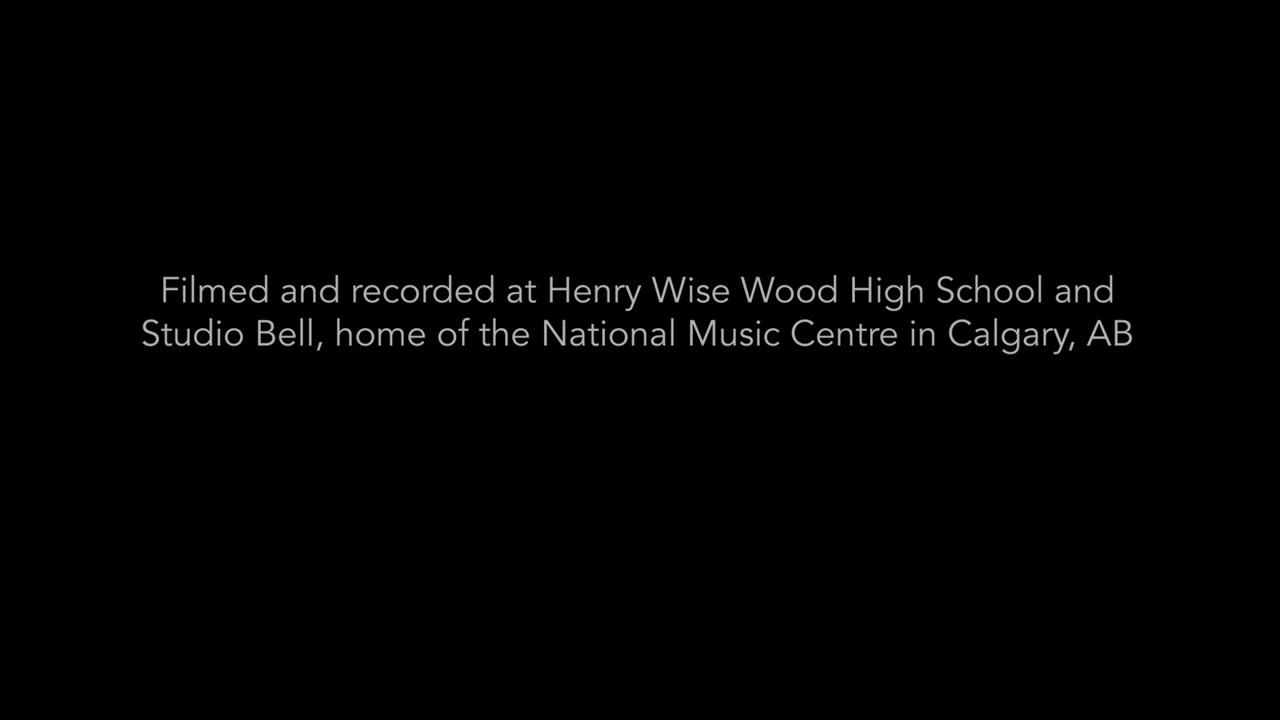 Filmed and recorded at Henry Wise Wood High School and
Studio Bell, home of the National Music Centre in Calgary, AB